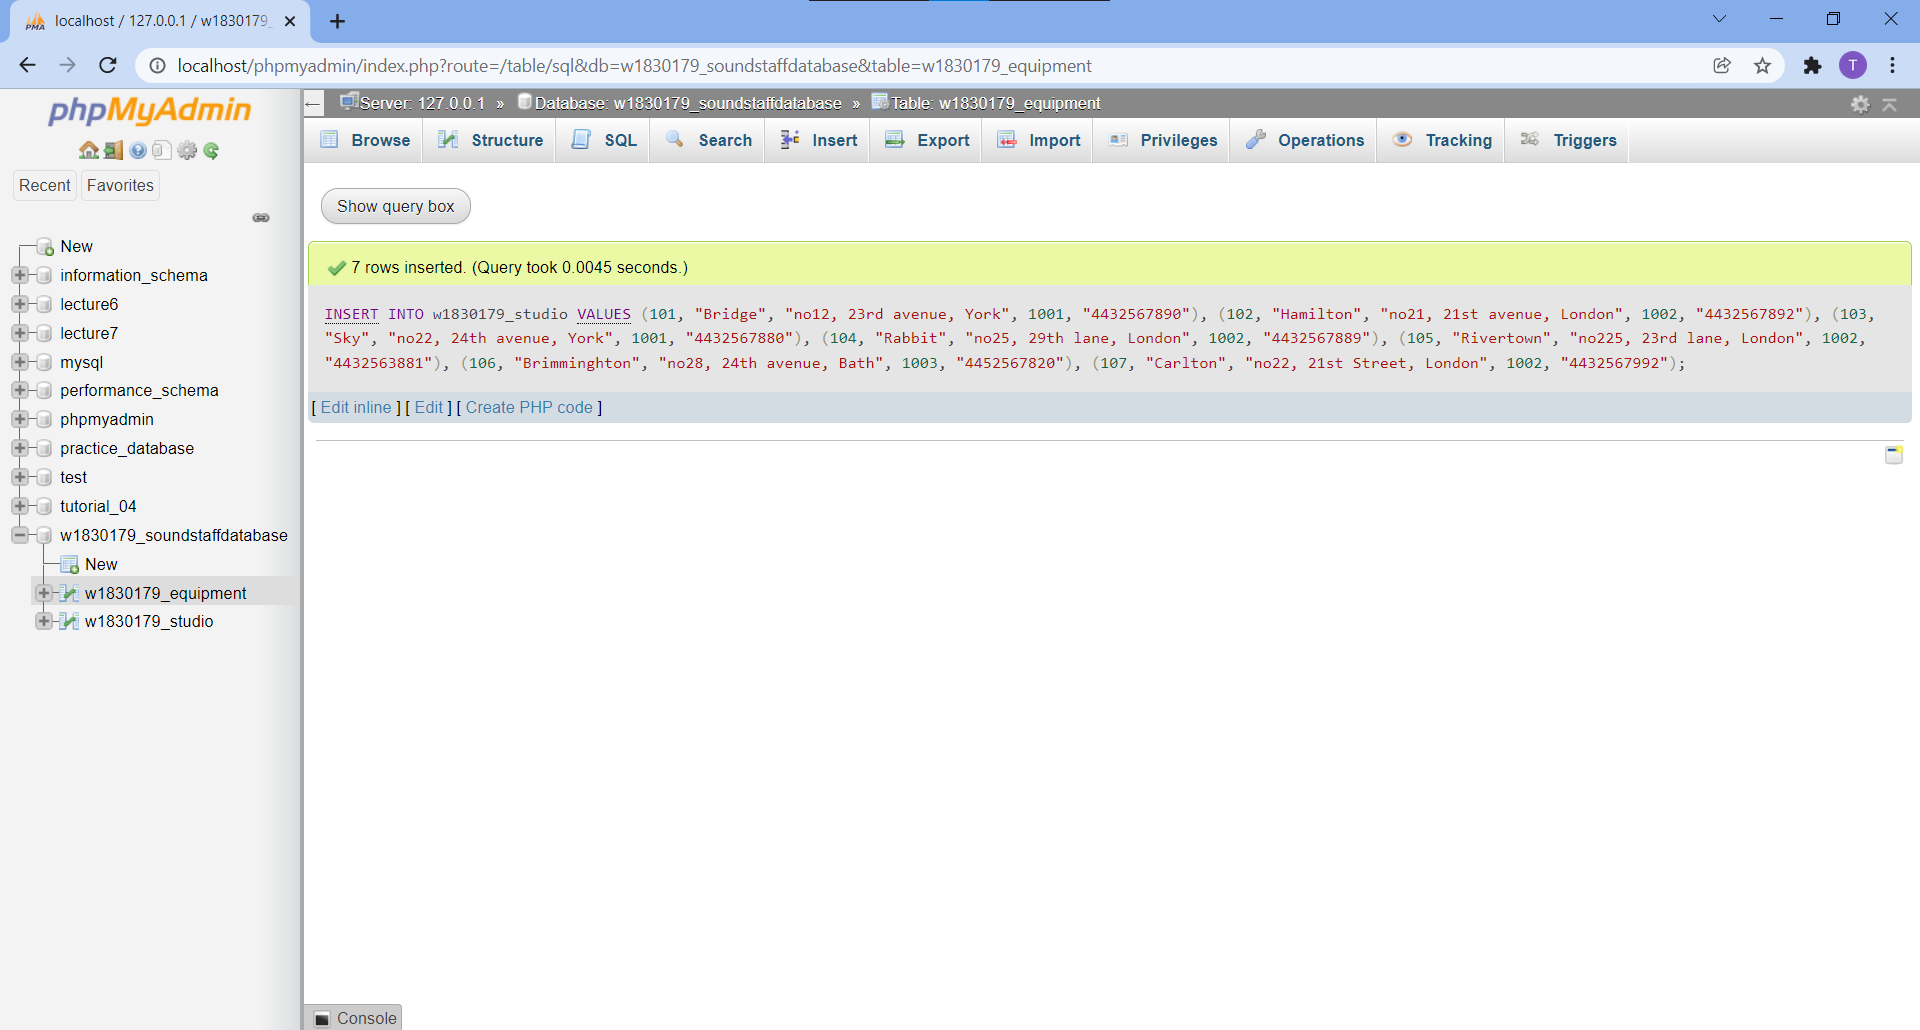 localhost / 127.0.0.1 / w1830179_
localhost/phpmyadmin/index.php?route=/table/sql&db=w1830179_soundstaffdatabase&table=w1830179_equipment
T
phpMyAdmin
Recent
Favorites
New
information_schema
lecture6
lecture7
mysql
performance_schema
phpmyadmin
practice_database
test
tutorial_04
w1830179_soundstaffdatabase
New
w1830179_equipment
w1830179_studio
Server: 127.0.0.1 » Database: w1830179_soundstaffdatabase » Table: w1830179_equipment
Browse Structure SQL Search Insert Export Import Privileges Operations Tracking Triggers
Show query box
7 rows inserted. (Query took 0.0045 seconds.)
INSERT INTO w1830179_studio VALUES (101, "Bridge", "no12, 23rd avenue, York", 1001, "4432567890"), (102, "Hamilton", "no21, 21st avenue, London", 1002, "4432567892"), (103,
"Sky", "no22, 24th avenue, York", 1001, "4432567880"), (104, "Rabbit", "no25, 29th lane, London", 1002, "4432567889"), (105, "Rivertown", "no225, 23rd lane, London", 1002,
"4432563881"), (106, "Brimminghton", "no28, 24th avenue, Bath", 1003, "4452567820"), (107, "Carlton", "no22, 21st Street, London", 1002, "4432567992");
[ Edit inline ] [ Edit ] [ Create PHP code ]
Console